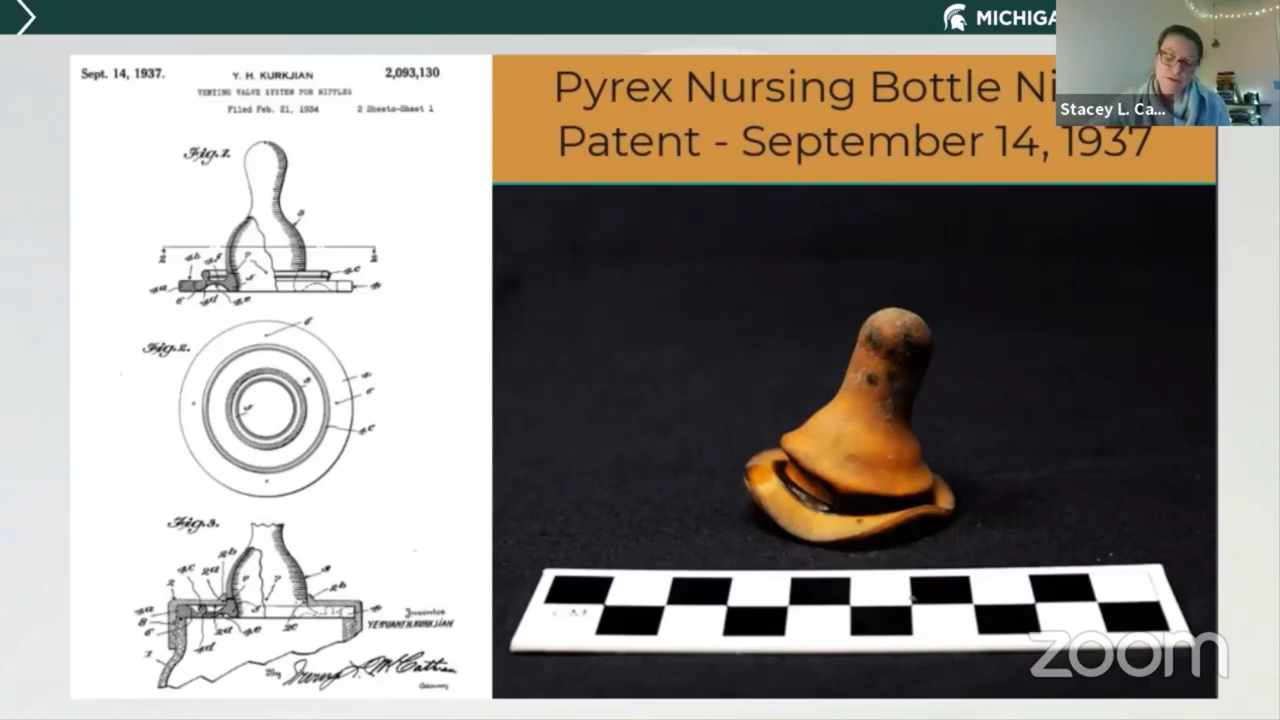 MICHIGA
Stacey L. Ca...
Sept. 14, 1937.
Y. H. KURKJIAN
2,093,130
VENTING VALVE SYSTEM FOR NIPPLES
Filed Feb. 21, 1934
2 Sheets-Sheet 1
Fig.1.
Fig.2.
Fig.3.
Inventor
YERVANT H. KURKJIAN
By
Attorney
Pyrex Nursing Bottle Ni
Patent - September 14, 1937
zoom